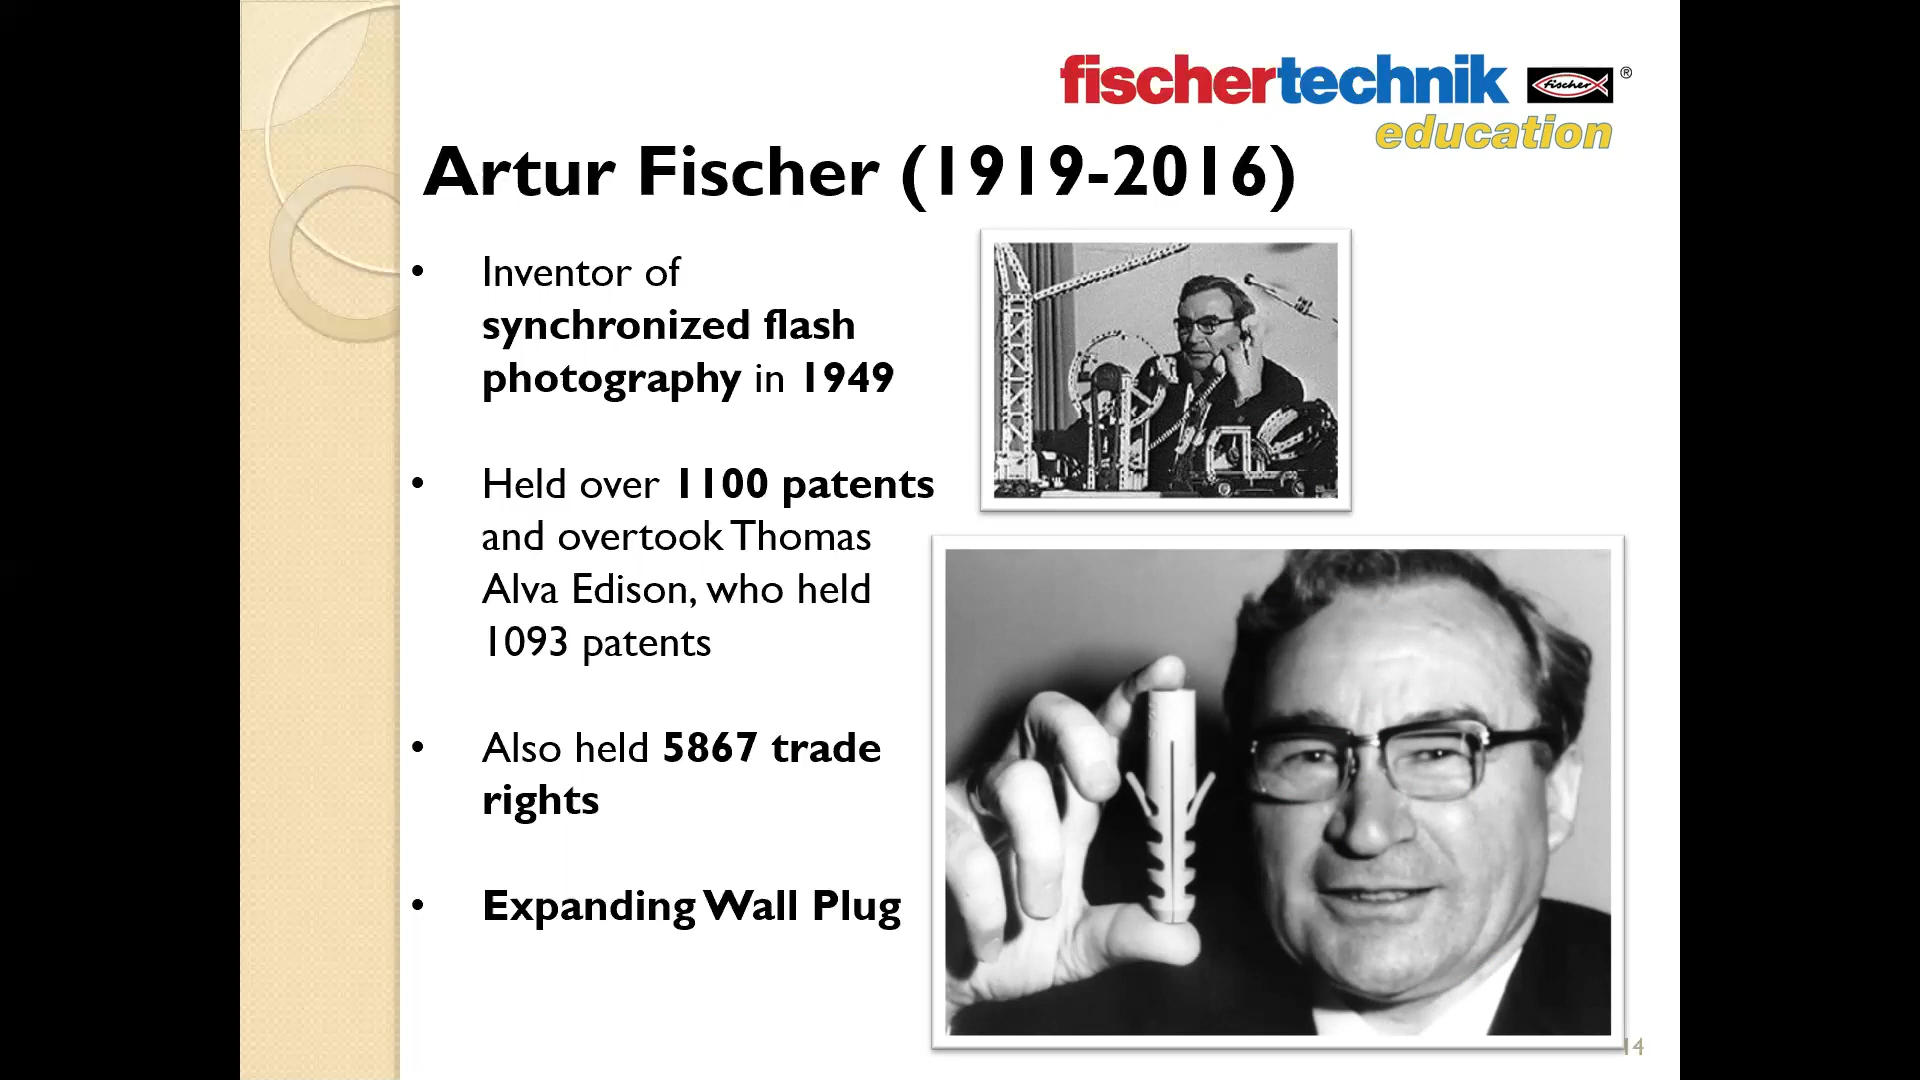 fischertechnik fischer ®
education
Artur Fischer (1919-2016)
• Inventor of
synchronized flash
photography in 1949
• Held over 1100 patents
and overtook Thomas
Alva Edison, who held
1093 patents
• Also held 5867 trade
rights
• Expanding Wall Plug
14